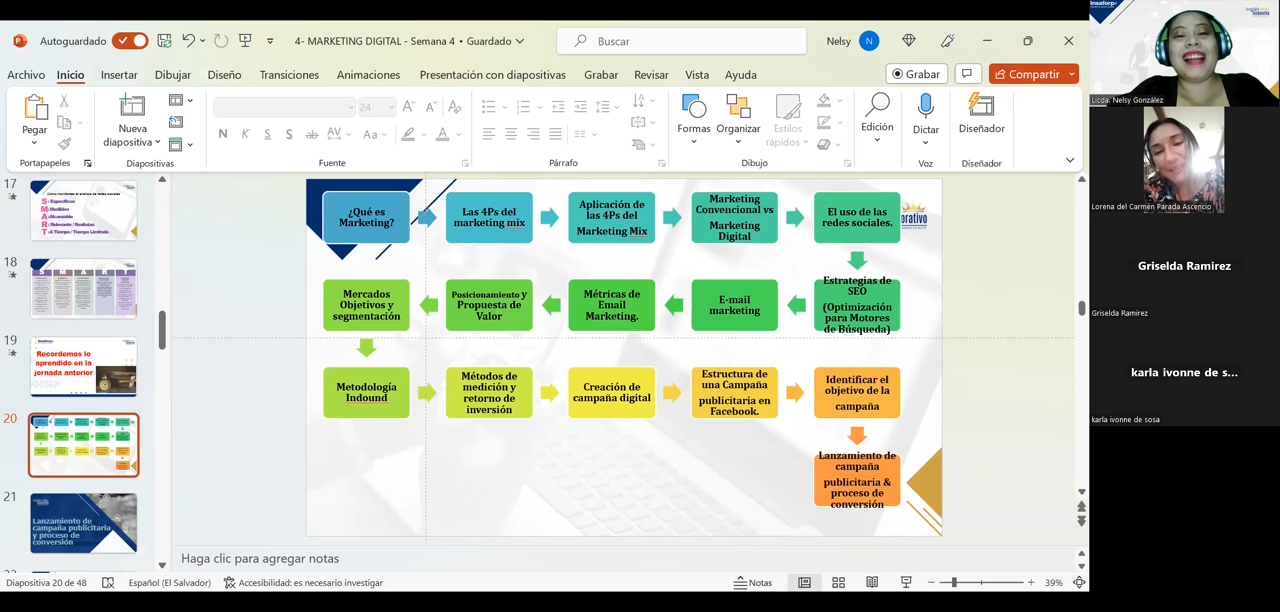 Autoguardado
4- MARKETING DIGITAL - Semana 4 • Guardado
Buscar
Nelsy
N
Archivo
Inicio
Insertar
Dibujar
Diseño
Transiciones
Animaciones
Presentación con diapositivas
Grabar
Revisar
Vista
Ayuda
Grabar
Compartir
Pegar
Nueva
diapositiva
24
N
K
S
S
ab
AV
Aa
A
Formas
Organizar
Estilos
rápidos
Edición
Dictar
Diseñador
Portapapeles
Diapositivas
Fuente
Párrafo
Dibujo
Voz
Diseñador
17
S
M
A
R
T
18
S M A R T
19
Recordemos lo
aprendido en la
jornada anterior
20
21
Lanzamiento de
campaña publicitaria
y proceso de
conversión
¿Qué es
Marketing?
Las 4Ps del
marketing mix
Aplicación de
las 4Ps del
Marketing Mix
Marketing
Convencional vs
Marketing
Digital
El uso de las
redes sociales.
orativo
Mercados
Objetivos y
segmentación
Posicionamiento y
Propuesta de
Valor
Métricas de
Email
Marketing.
E-mail
marketing
Estrategias de
SEO
(Optimización
para Motores
de Búsqueda)
Metodología
Indound
Métodos de
medición y
retorno de
inversión
Creación de
campaña digital
Estructura de
una Campaña
publicitaria en
Facebook.
Identificar el
objetivo de la
campaña
Lanzamiento de
campaña
publicitaria &
proceso de
conversión
Haga clic para agregar notas
Diapositiva 20 de 48
Español (El Salvador)
Accesibilidad: es necesario investigar
Notas
39%
Insaforp
Licda. Nelsy González
Lorena del Carmen Parada Ascencio
Griselda Ramirez
Griselda Ramirez
karla ivonne de s...
karla ivonne de sosa